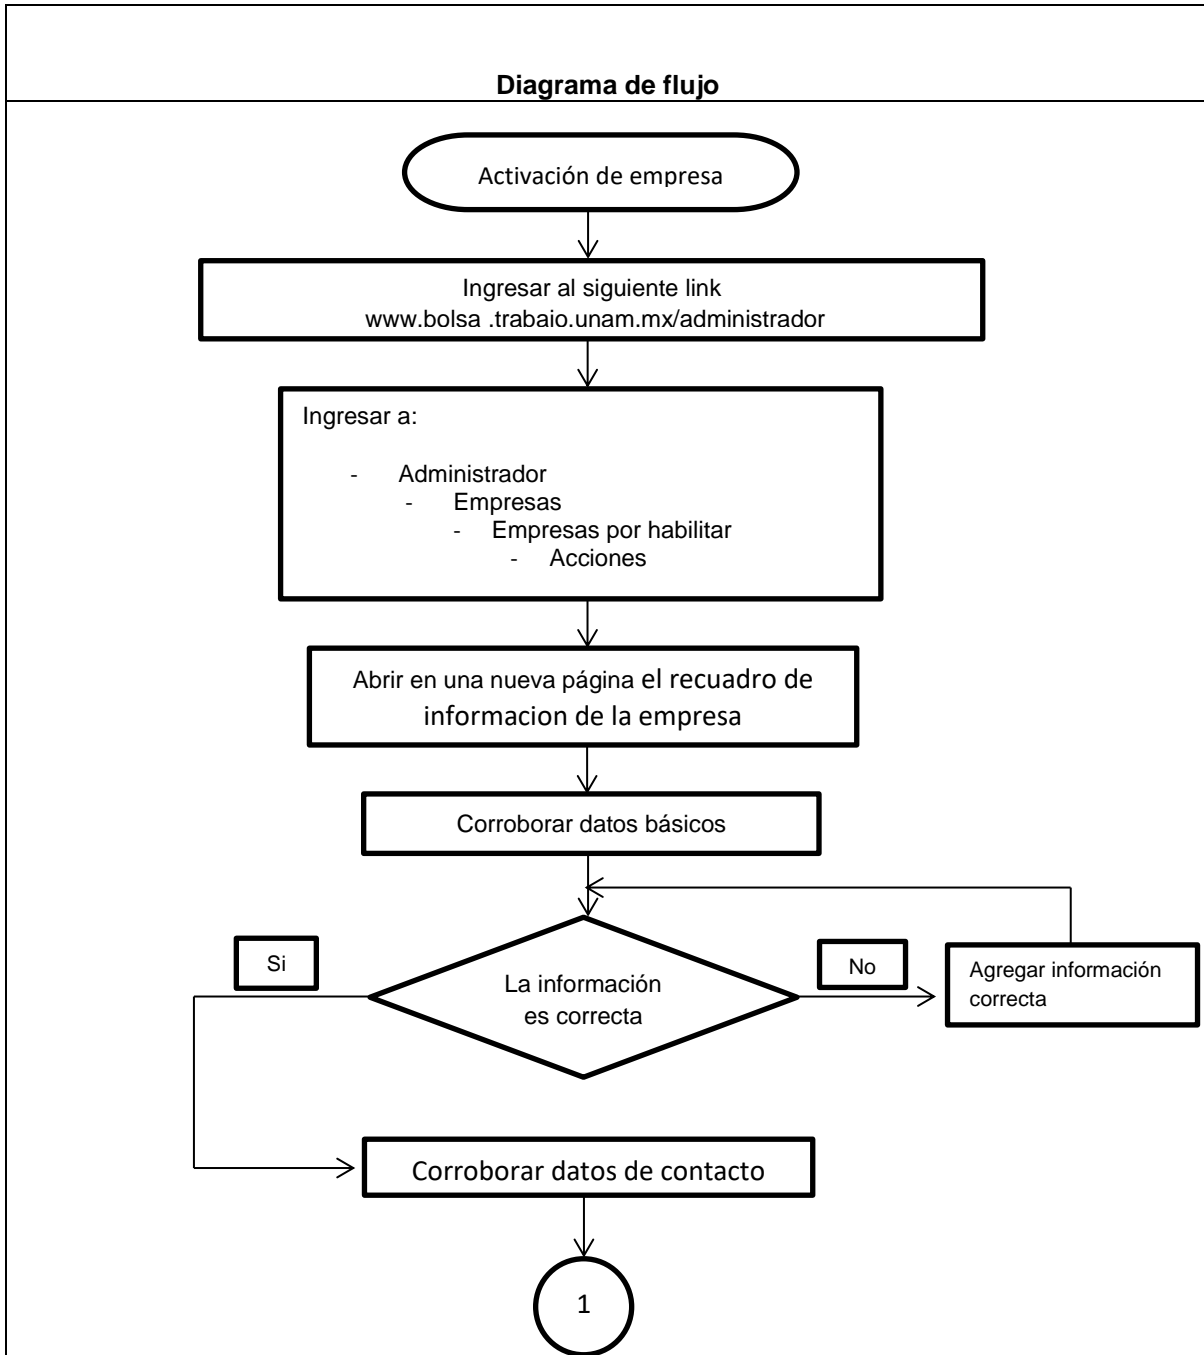 Diagrama de flujo
Activación de empresa
Ingresar al siguiente link
www.bolsa .trabaio.unam.mx/administrador
Ingresar a:
- Administrador
- Empresas
- Empresas por habilitar
- Acciones
Abrir en una nueva página el recuadro de
informacion de la empresa
Corroborar datos básicos
Si
La información
es correcta
No
Agregar información
correcta
Corroborar datos de contacto
1